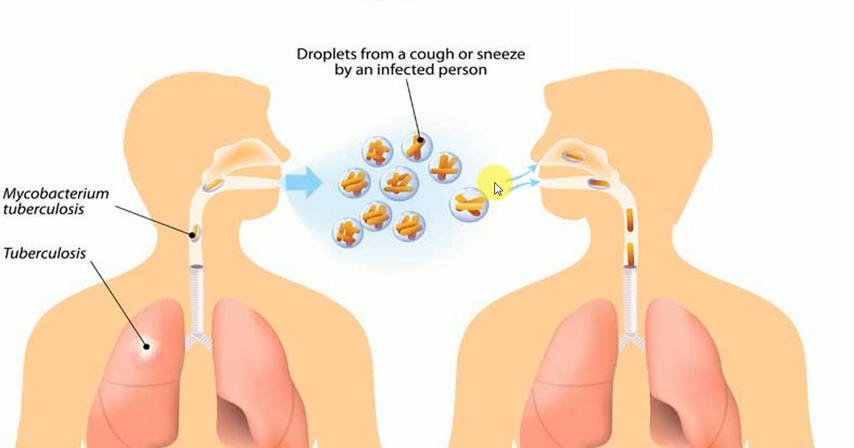 Droplets from a cough or sneeze
by an infected person
Mycobacterium
tuberculosis
Tuberculosis